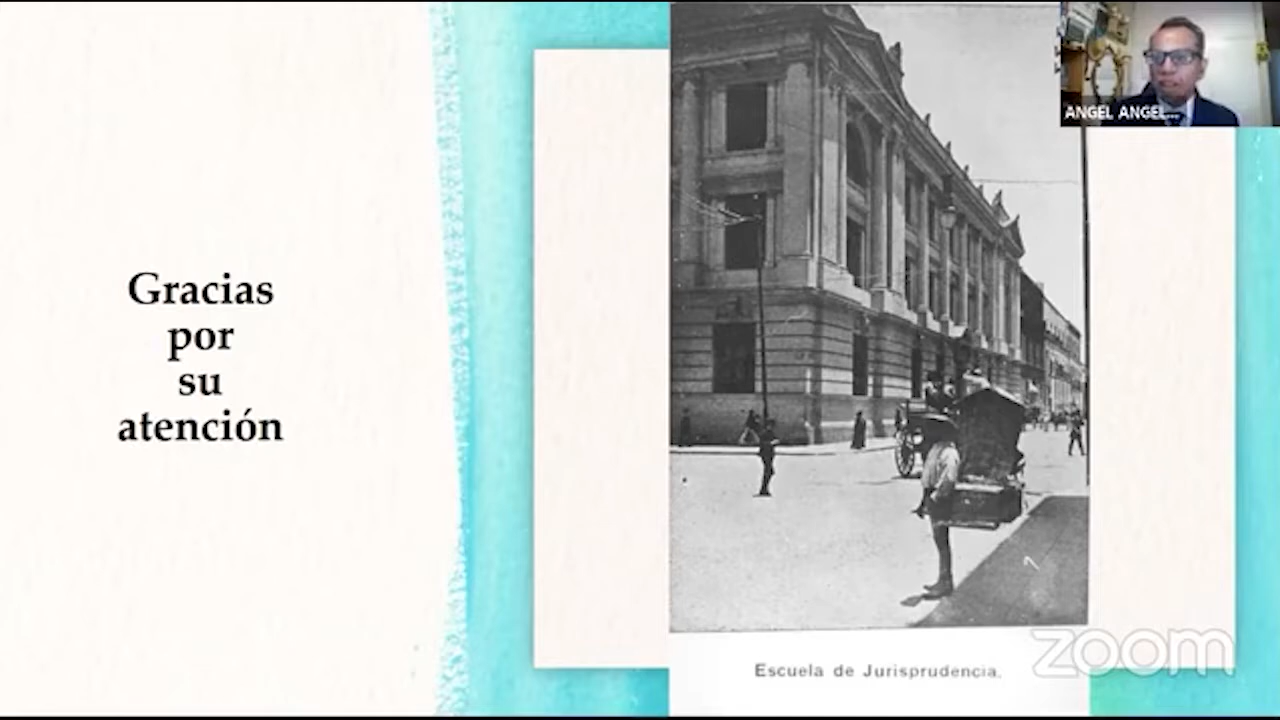 Gracias
por
su
atención
ANGEL ANGEL...
Escuela de Jurisprudencia.
zoom